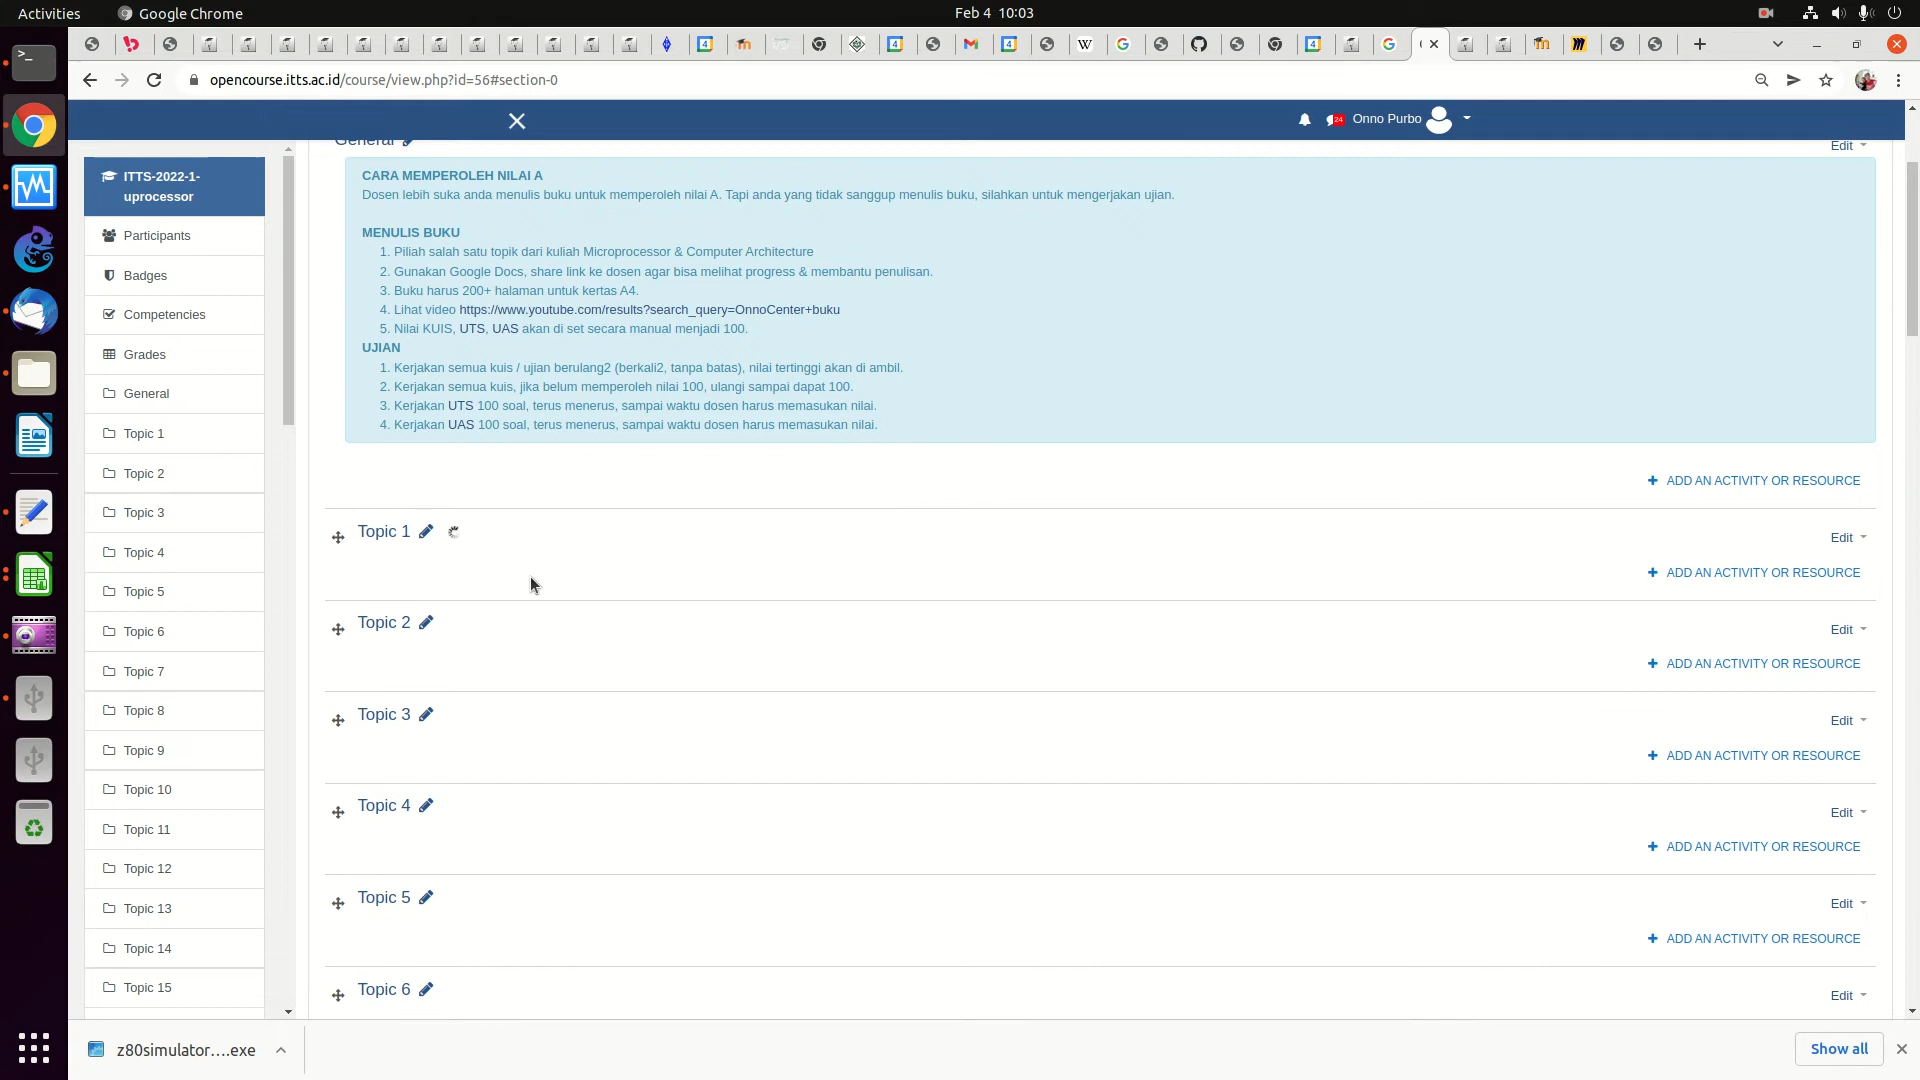 Activities
Google Chrome
Feb 4 10:03
opencourse.itts.ac.id/course/view.php?id=56#section-0
24
Onno Purbo
ITTS-2022-1-
uprocessor
Participants
Badges
Competencies
Grades
General
Topic 1
Topic 2
Topic 3
Topic 4
Topic 5
Topic 6
Topic 7
Topic 8
Topic 9
Topic 10
Topic 11
Topic 12
Topic 13
Topic 14
Topic 15
General
Edit
CARA MEMPEROLEH NILAI A
Dosen lebih suka anda menulis buku untuk memperoleh nilai A. Tapi anda yang tidak sanggup menulis buku, silahkan untuk mengerjakan ujian.
MENULIS BUKU
1. Piliah salah satu topik dari kuliah Microprocessor & Computer Architecture
2. Gunakan Google Docs, share link ke dosen agar bisa melihat progress & membantu penulisan.
3. Buku harus 200+ halaman untuk kertas A4.
4. Lihat video https://www.youtube.com/results?search_query=OnnoCenter+buku
5. Nilai KUIS, UTS, UAS akan di set secara manual menjadi 100.
UJIAN
1. Kerjakan semua kuis / ujian berulang2 (berkali2, tanpa batas), nilai tertinggi akan di ambil.
2. Kerjakan semua kuis, jika belum memperoleh nilai 100, ulangi sampai dapat 100.
3. Kerjakan UTS 100 soal, terus menerus, sampai waktu dosen harus memasukan nilai.
4. Kerjakan UAS 100 soal, terus menerus, sampai waktu dosen harus memasukan nilai.
ADD AN ACTIVITY OR RESOURCE
Topic 1
Edit
ADD AN ACTIVITY OR RESOURCE
Topic 2
Edit
ADD AN ACTIVITY OR RESOURCE
Topic 3
Edit
ADD AN ACTIVITY OR RESOURCE
Topic 4
Edit
ADD AN ACTIVITY OR RESOURCE
Topic 5
Edit
ADD AN ACTIVITY OR RESOURCE
Topic 6
Edit
z80simulator....exe
Show all